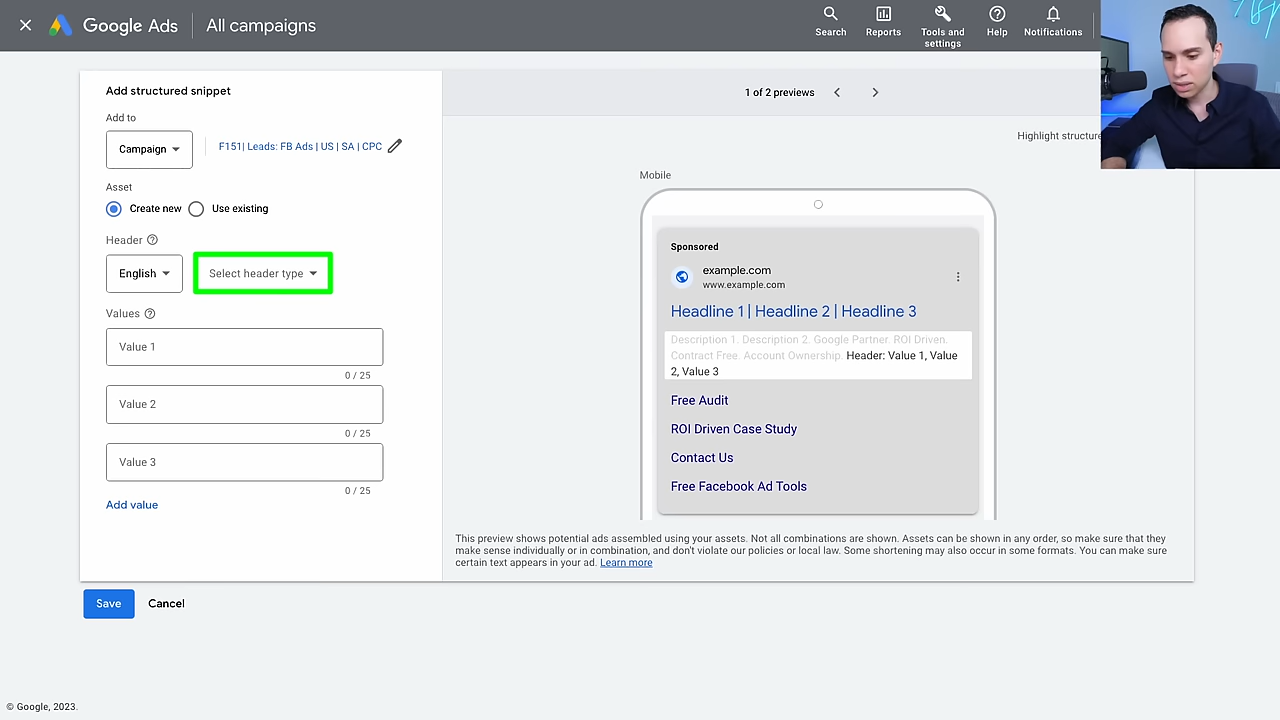 Google Ads
All campaigns
Search
Reports
Tools and
settings
Help
Notifications
Add structured snippet
Add to
Campaign
F151| Leads: FB Ads | US | SA | CPC
Asset
Create new
Use existing
Header
English
Select header type
Values
Value 1
0 / 25
Value 2
0 / 25
Value 3
0 / 25
Add value
1 of 2 previews
Highlight structure
Mobile
Sponsored
example.com
www.example.com
Headline 1 | Headline 2 | Headline 3
Description 1. Description 2. Google Partner. ROI Driven.
Contract Free. Account Ownership. Header: Value 1, Value
2, Value 3
Free Audit
ROI Driven Case Study
Contact Us
Free Facebook Ad Tools
This preview shows potential ads assembled using your assets. Not all combinations are shown. Assets can be shown in any order, so make sure that they
make sense individually or in combination, and don't violate our policies or local law. Some shortening may also occur in some formats. You can make sure
certain text appears in your ad. Learn more
Save
Cancel
© Google, 2023.